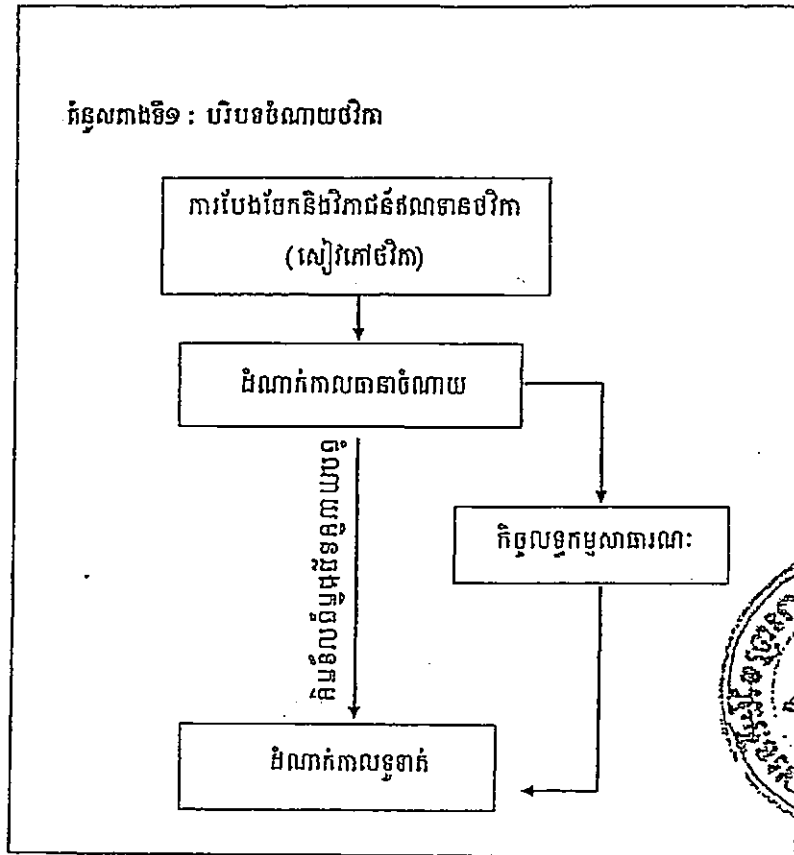 គំនូសតាងទី១ : បរិបទចំណាយថវិកា
ការបែងចែកនិងវិភាជន៍ឥណទានថវិកា
(សៀវភៅថវិកា)
ដំណាក់កាលធានាចំណាយ
កិច្ចលទ្ធកម្មសាធារណៈ
ដំណាក់កាលទូទាត់